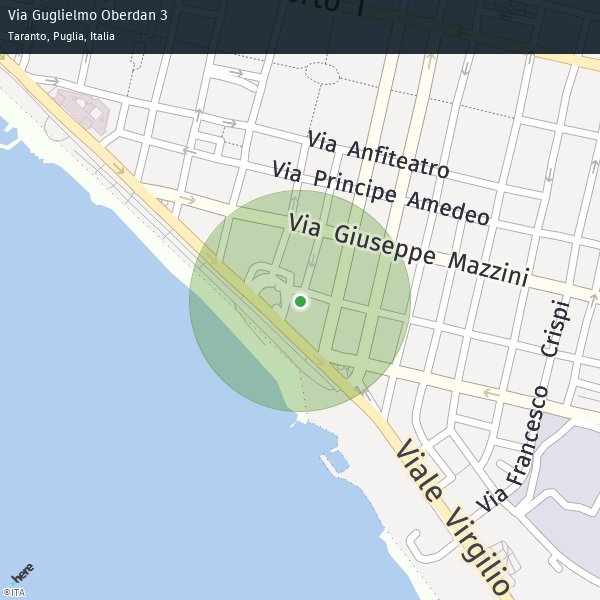 Via Guglielmo Oberdan 3
Taranto, Puglia, Italia
Via Anfiteatro
Via Principe Amedeo
Via Giuseppe Mazzini
Via Francesco Crispi
Viale Virgilio
here
©ITA